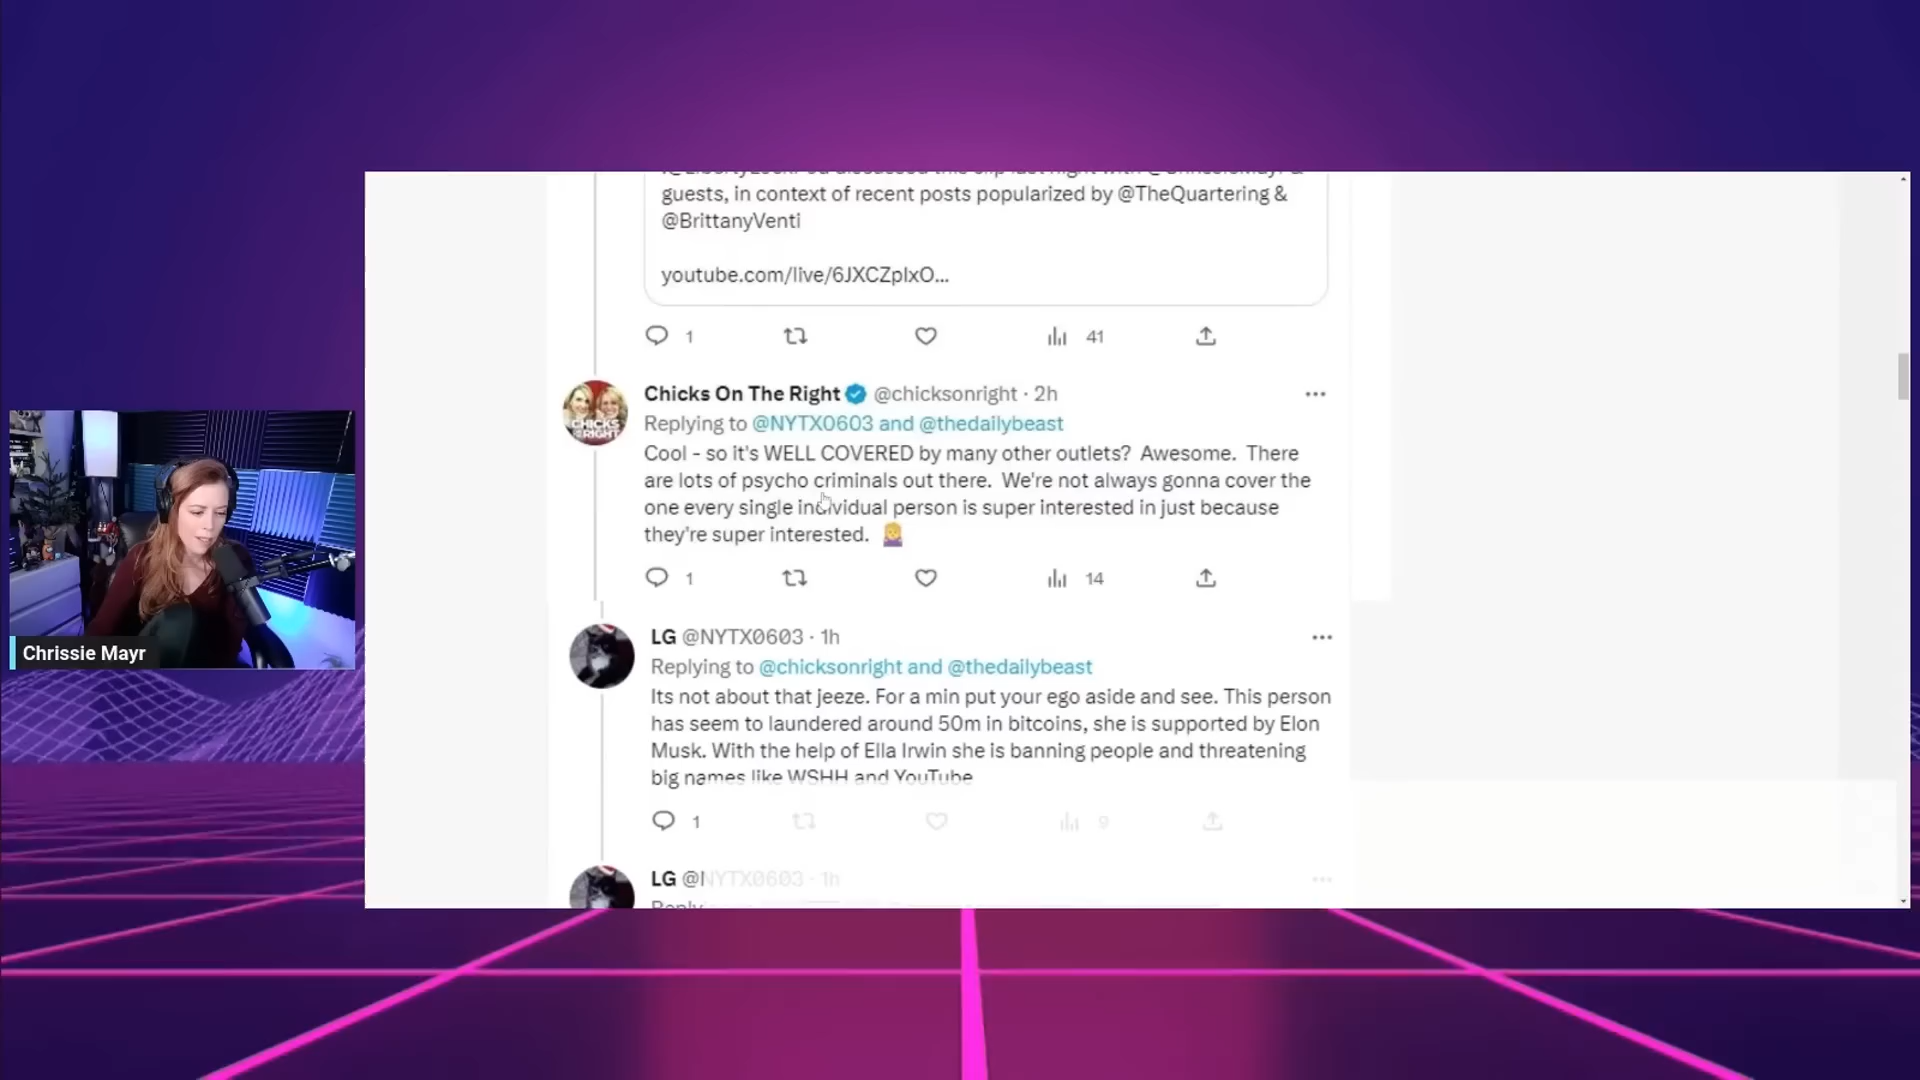 guests, in context of recent posts popularized by @TheQuartering &
@BrittanyVenti
youtube.com/live/6JXCZpIxO...
1
41
Chicks On The Right @chicksonright · 2h
Replying to @NYTX0603 and @thedailybeast
Cool - so it's WELL COVERED by many other outlets? Awesome. There
are lots of psycho criminals out there. We're not always gonna cover the
one every single individual person is super interested in just because
they're super interested.
1
14
CHICKS
RIGHT
LG @NYTX0603 · 1h
Replying to @chicksonright and @thedailybeast
Its not about that jeeze. For a min put your ego aside and see. This person
has seem to laundered around 50m in bitcoins, she is supported by Elon
Musk. With the help of Ella Irwin she is banning people and threatening
big names like WSHH and YouTube
1
9
LG @NYTX0603 · 1h
Chrissie Mayr